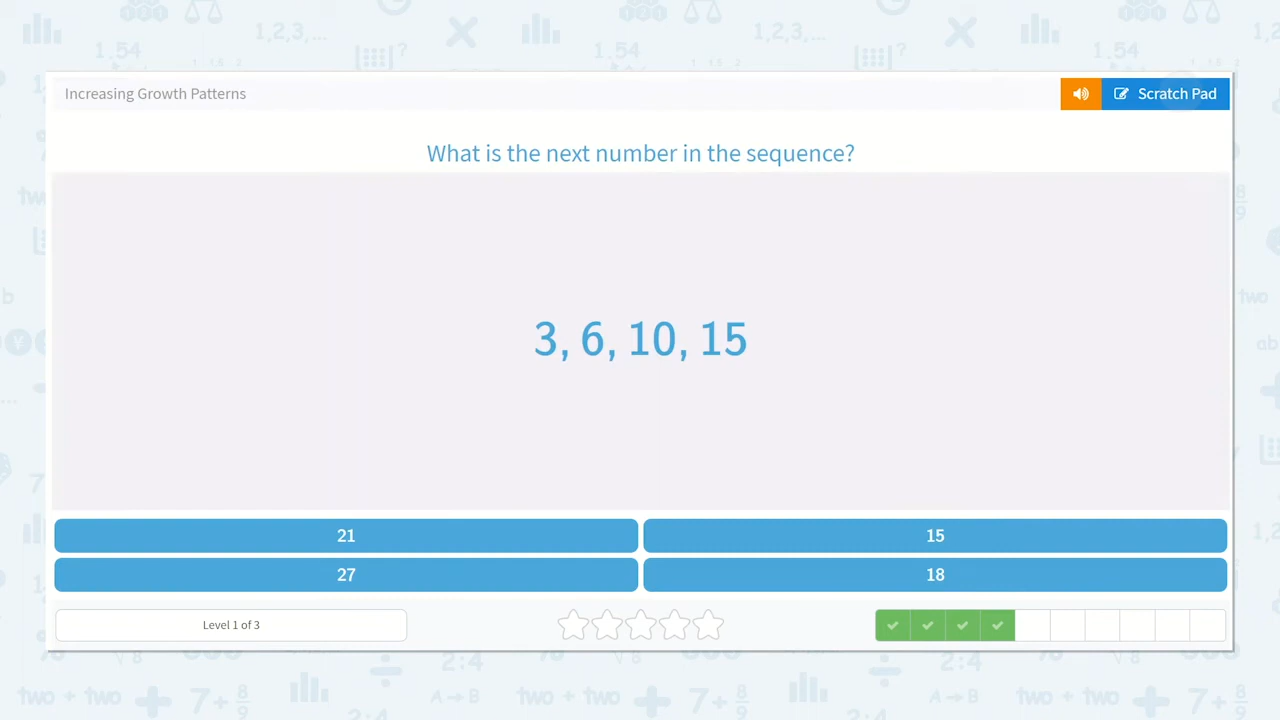 Increasing Growth Patterns
Scratch Pad
What is the next number in the sequence?
3, 6, 10, 15
21
15
27
18
Level 1 of 3